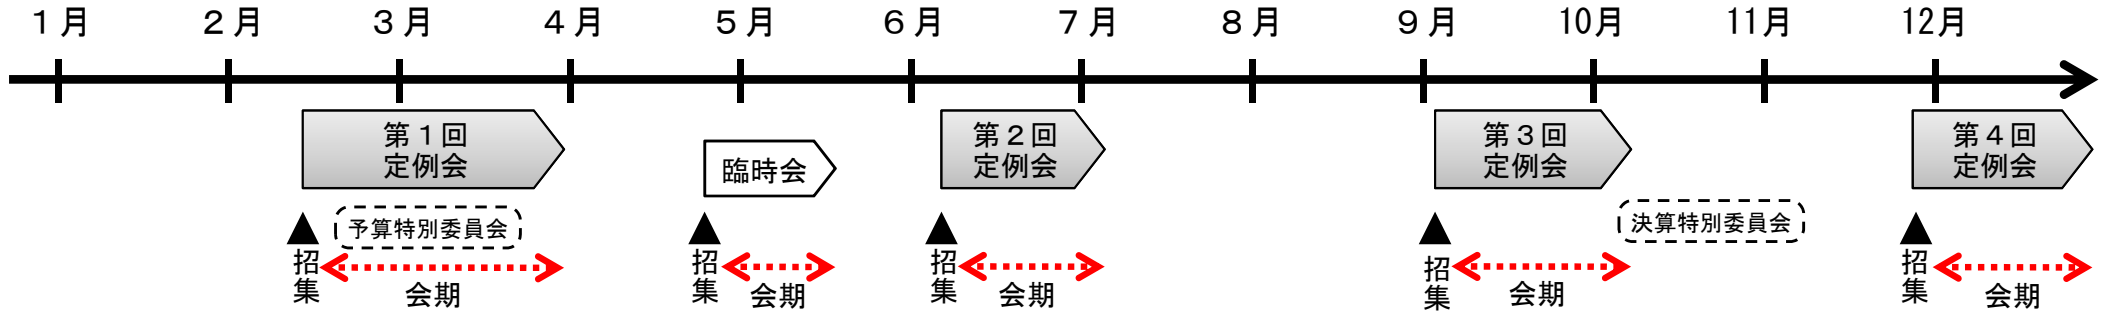 １月 ２月 ３月 ４月 ５月 ６月 ７月 ８月 ９月 10月 11月 12月
第１回
定例会
臨時会
第２回
定例会
第３回
定例会
第４回
定例会
予算特別委員会
決算特別委員会
招集
会期
招集
会期
招集
会期
招集
会期
招集
会期